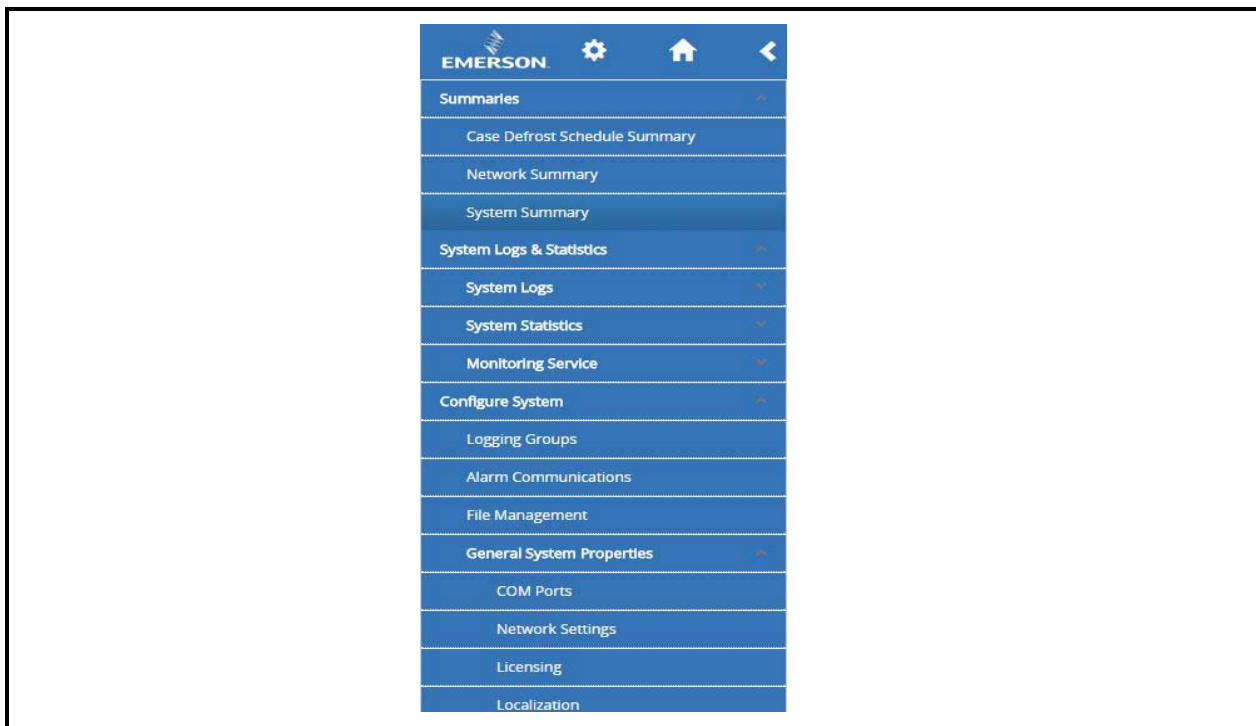 EMERSON.
Summaries
Case Defrost Schedule Summary
Network Summary
System Summary
System Logs & Statistics
System Logs
System Statistics
Monitoring Service
Configure System
Logging Groups
Alarm Communications
File Management
General System Properties
COM Ports
Network Settings
Licensing
Localization